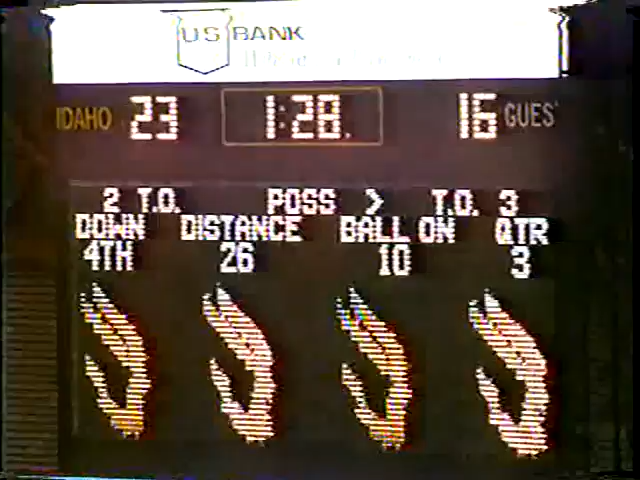 US BANK
IDAHO 23 1:28. 16 GUES
2 T.O. POSS > T.O. 3
DOWN DISTANCE BALL ON QTR
4TH 26 10 3